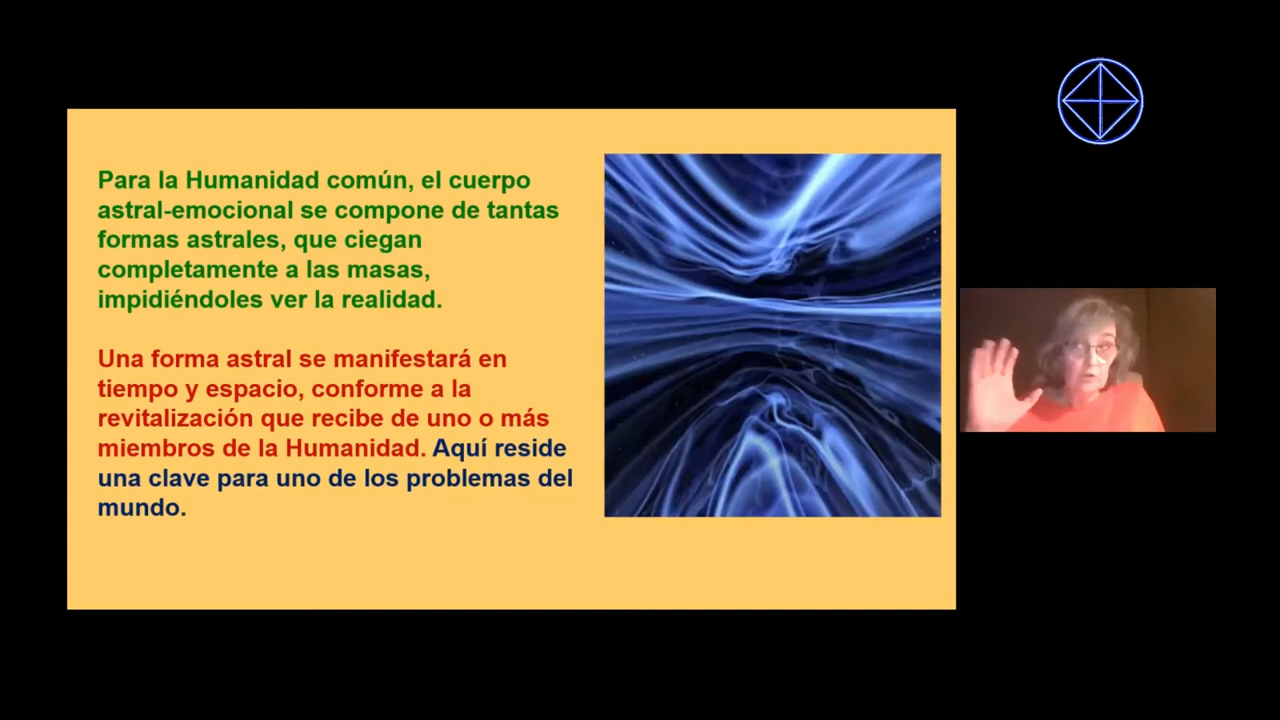 Para la Humanidad común, el cuerpo
astral-emocional se compone de tantas
formas astrales, que ciegan
completamente a las masas,
impidiéndoles ver la realidad.
Una forma astral se manifestará en
tiempo y espacio, conforme a la
revitalización que recibe de uno o más
miembros de la Humanidad. Aquí reside
una clave para uno de los problemas del
mundo.